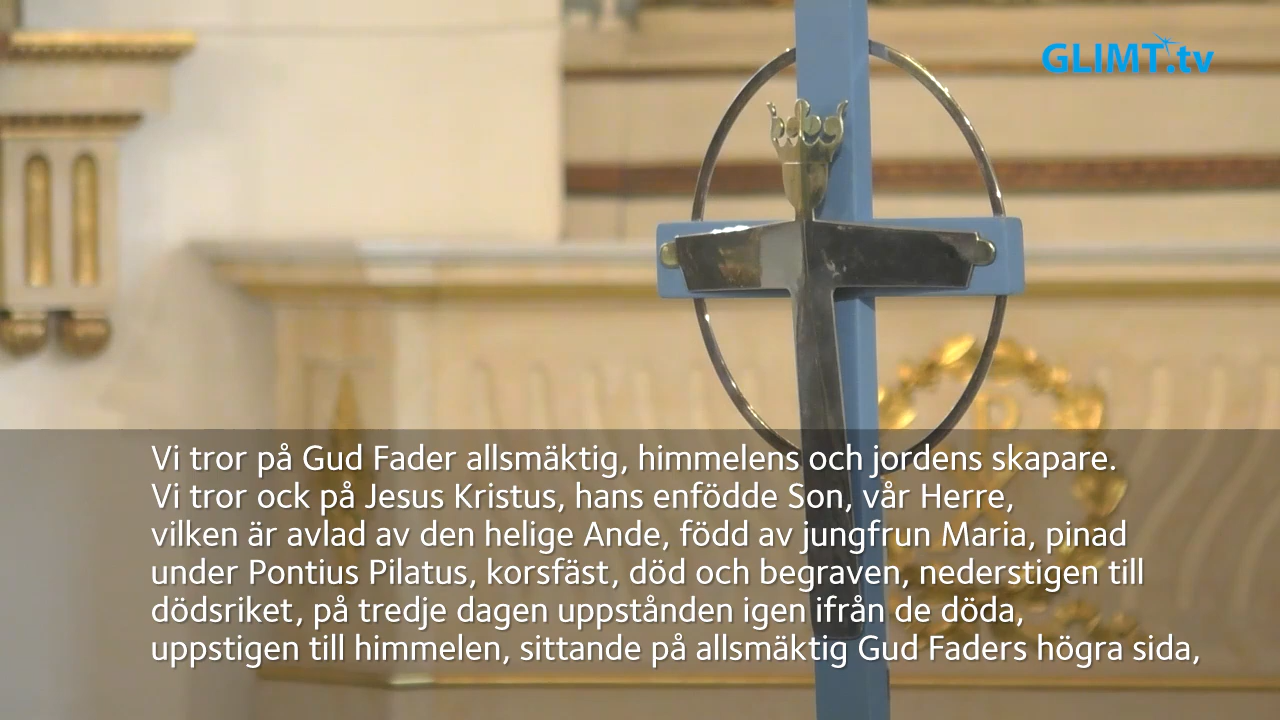 GLIMT.tv
Vi tror på Gud Fader allsmäktig, himmelens och jordens skapare.
Vi tror ock på Jesus Kristus, hans enfödde Son, vår Herre,
vilken är avlad av den helige Ande, född av jungfrun Maria, pinad
under Pontius Pilatus, korsfäst, död och begraven, nederstigen till
dödsriket, på tredje dagen uppstånden igen ifrån de döda,
uppstigen till himmelen, sittande på allsmäktig Gud Faders högra sida,